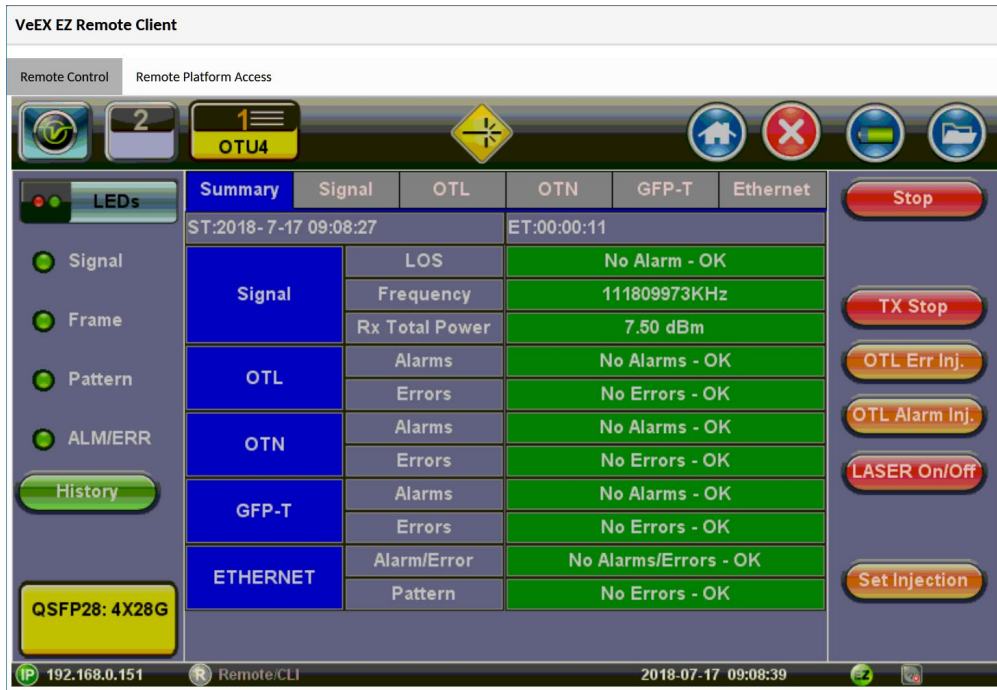 VeEX EZ Remote Client
Remote Control Remote Platform Access
2 1
OTU4
LEDs Summary Signal OTL OTN GFP-T Ethernet Stop
ST:2018- 7-17 09:08:27 ET:00:00:11
Signal LOS No Alarm - OK
Signal Frequency 111809973KHz
Rx Total Power 7.50 dBm TX Stop
Frame
OTL Alarms No Alarms - OK OTL Err Inj.
Pattern Errors No Errors - OK
OTN Alarms No Alarms - OK OTL Alarm Inj.
ALM/ERR Errors No Errors - OK LASER On/Off
History GFP-T Alarms No Alarms - OK
Errors No Errors - OK
ETHERNET Alarm/Error No Alarms/Errors - OK
Pattern No Errors - OK Set Injection
QSFP28: 4X28G
IP 192.168.0.151 R Remote/CLI 2018-07-17 09:08:39 EZ